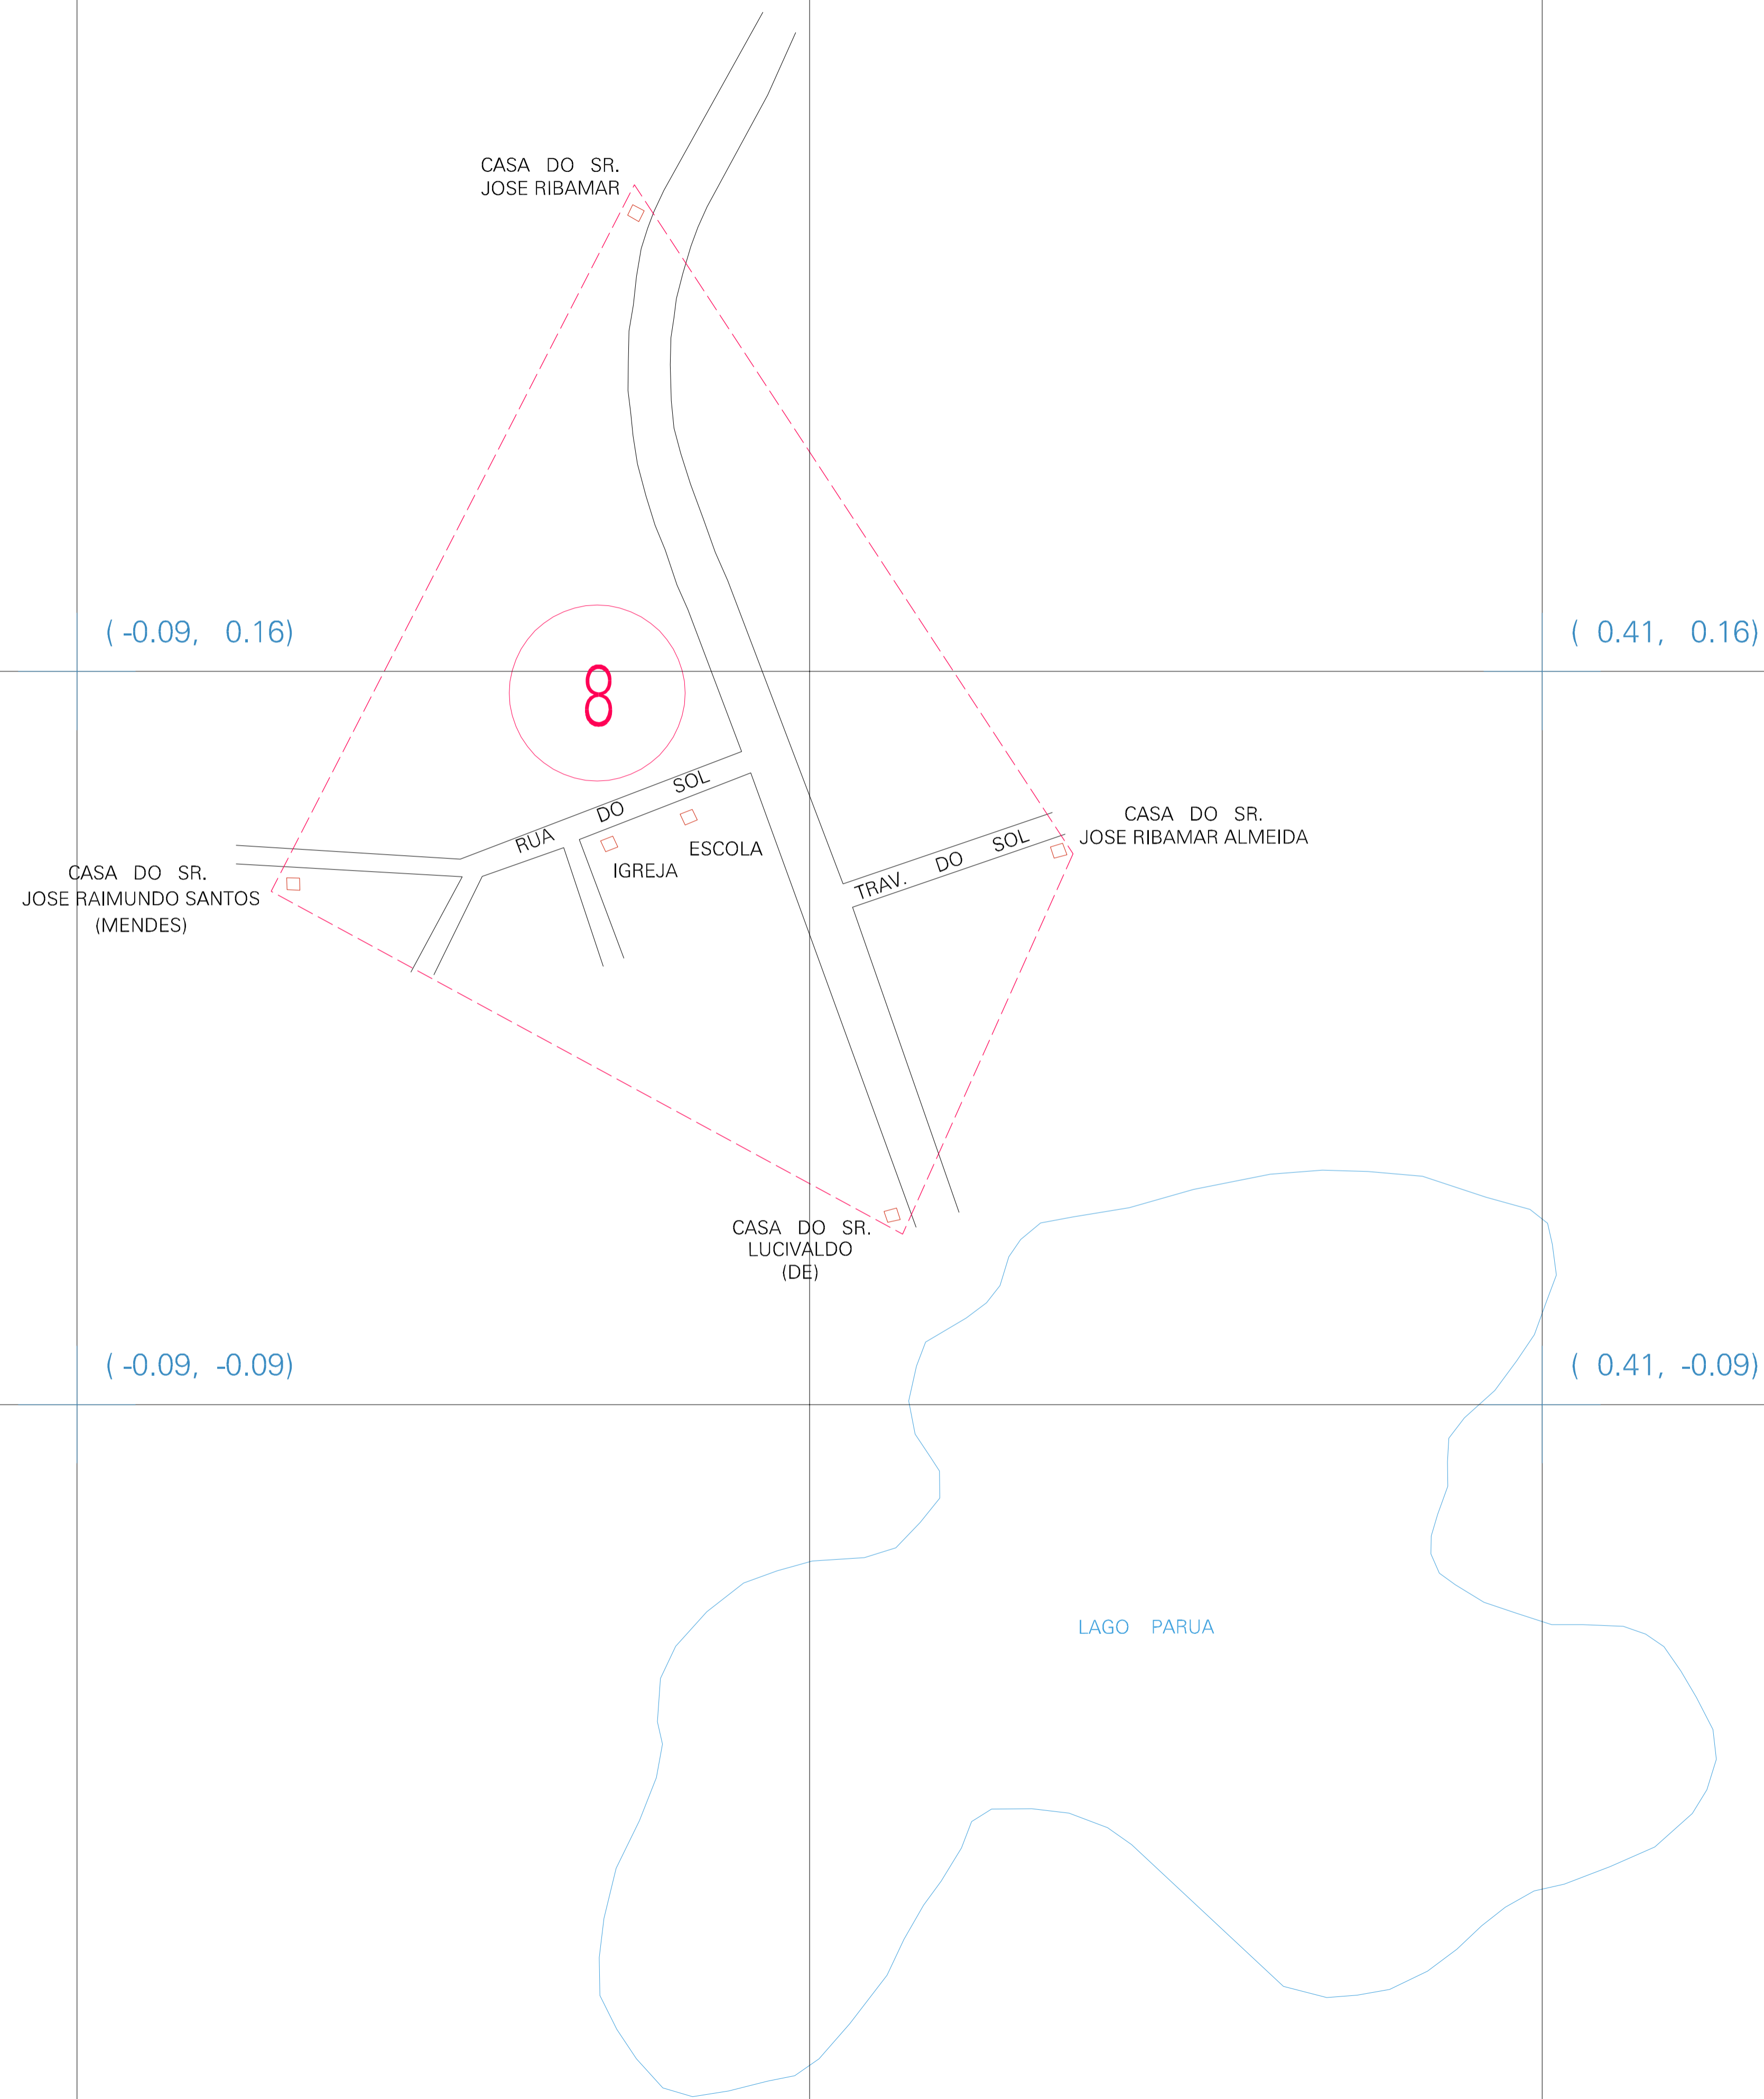 CASA DO SR.
JOSE RIBAMAR
( -0.09, 0.16)
( 0.41, 0.16)
8
RUA DO SOL
ESCOLA
IGREJA
TRAV. DO SOL
CASA DO SR.
JOSE RIBAMAR ALMEIDA
CASA DO SR.
JOSE RAIMUNDO SANTOS
(MENDES)
CASA DO SR.
LUCIVALDO
(DE)
( -0.09, -0.09)
( 0.41, -0.09)
LAGO PARUA